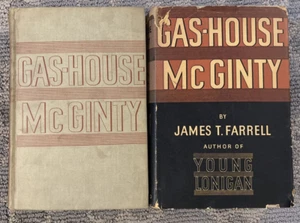 GAS-HOUSE
McGINTY
GAS-HOUSE
McGINTY
BY
JAMES T. FARRELL
AUTHOR OF
YOUNG
LONIGAN